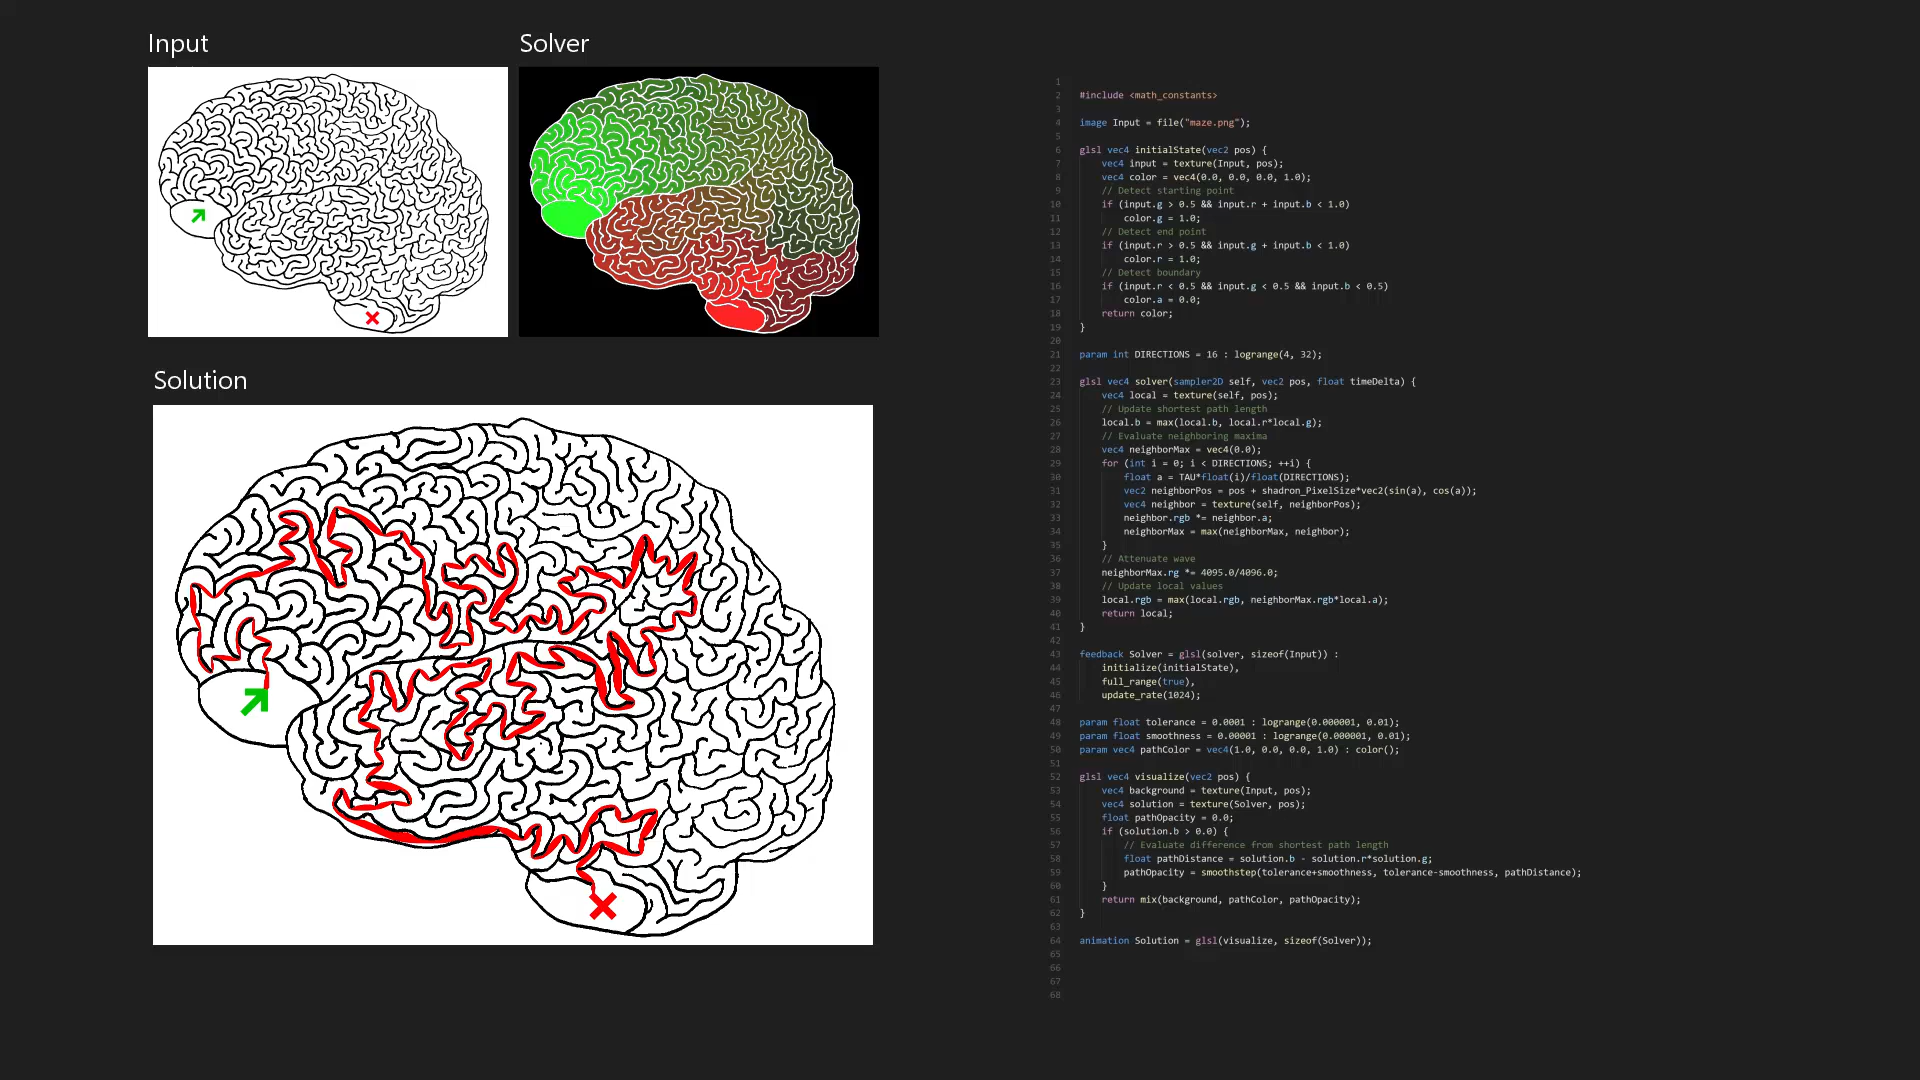 Input
Solver
Solution
1
2 #include <math_constants>
3
4 image Input = file("maze.png");
5
6 glsl vec4 initialState(vec2 pos) {
7 vec4 input = texture(Input, pos);
8 vec4 color = vec4(0.0, 0.0, 0.0, 1.0);
9 // Detect starting point
10 if (input.g > 0.5 && input.r + input.b < 1.0)
11 color.g = 1.0;
12 // Detect end point
13 if (input.r > 0.5 && input.g + input.b < 1.0)
14 color.r = 1.0;
15 // Detect boundary
16 if (input.r < 0.5 && input.g < 0.5 && input.b < 0.5)
17 color.a = 0.0;
18 return color;
19 }
20
21 param int DIRECTIONS = 16 : logrange(4, 32);
22
23 glsl vec4 solver(sampler2D self, vec2 pos, float timeDelta) {
24 vec4 local = texture(self, pos);
25 // Update shortest path length
26 local.b = max(local.b, local.r*local.g);
27 // Evaluate neighboring maxima
28 vec4 neighborMax = vec4(0.0);
29 for (int i = 0; i < DIRECTIONS; ++i) {
30 float a = TAU*float(i)/float(DIRECTIONS);
31 vec2 neighborPos = pos + shadron_PixelSize*vec2(sin(a), cos(a));
32 vec4 neighbor = texture(self, neighborPos);
33 neighbor.rgb *= neighbor.a;
34 neighborMax = max(neighborMax, neighbor);
35 }
36 // Attenuate wave
37 neighborMax.rg *= 4095.0/4096.0;
38 // Update local values
39 local.rgb = max(local.rgb, neighborMax.rgb*local.a);
40 return local;
41 }
42
43 feedback Solver = glsl(solver, sizeof(Input)) :
44 initialize(initialState),
45 full_range(true),
46 update_rate(1024);
47
48 param float tolerance = 0.0001 : logrange(0.000001, 0.01);
49 param float smoothness = 0.00001 : logrange(0.000001, 0.01);
50 param vec4 pathColor = vec4(1.0, 0.0, 0.0, 1.0) : color();
51
52 glsl vec4 visualize(vec2 pos) {
53 vec4 background = texture(Input, pos);
54 vec4 solution = texture(Solver, pos);
55 float pathOpacity = 0.0;
56 if (solution.b > 0.0) {
57 // Evaluate difference from shortest path length
58 float pathDistance = solution.b - solution.r*solution.g;
59 pathOpacity = smoothstep(tolerance+smoothness, tolerance-smoothness, pathDistance);
60 }
61 return mix(background, pathColor, pathOpacity);
62 }
63
64 animation Solution = glsl(visualize, sizeof(Solver));
65
66
67
68